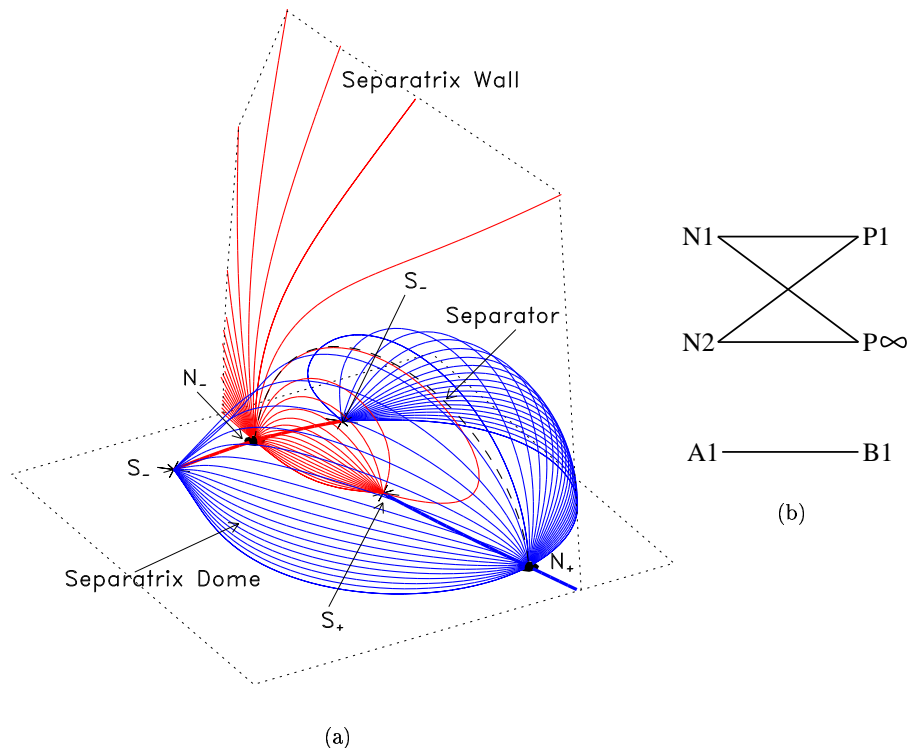 Separatrix Wall
S₋
Separator
N₋
S₋
Separatrix Dome
N₊
S₊
(a)
N1 P1
N2 P∞
A1 B1
(b)